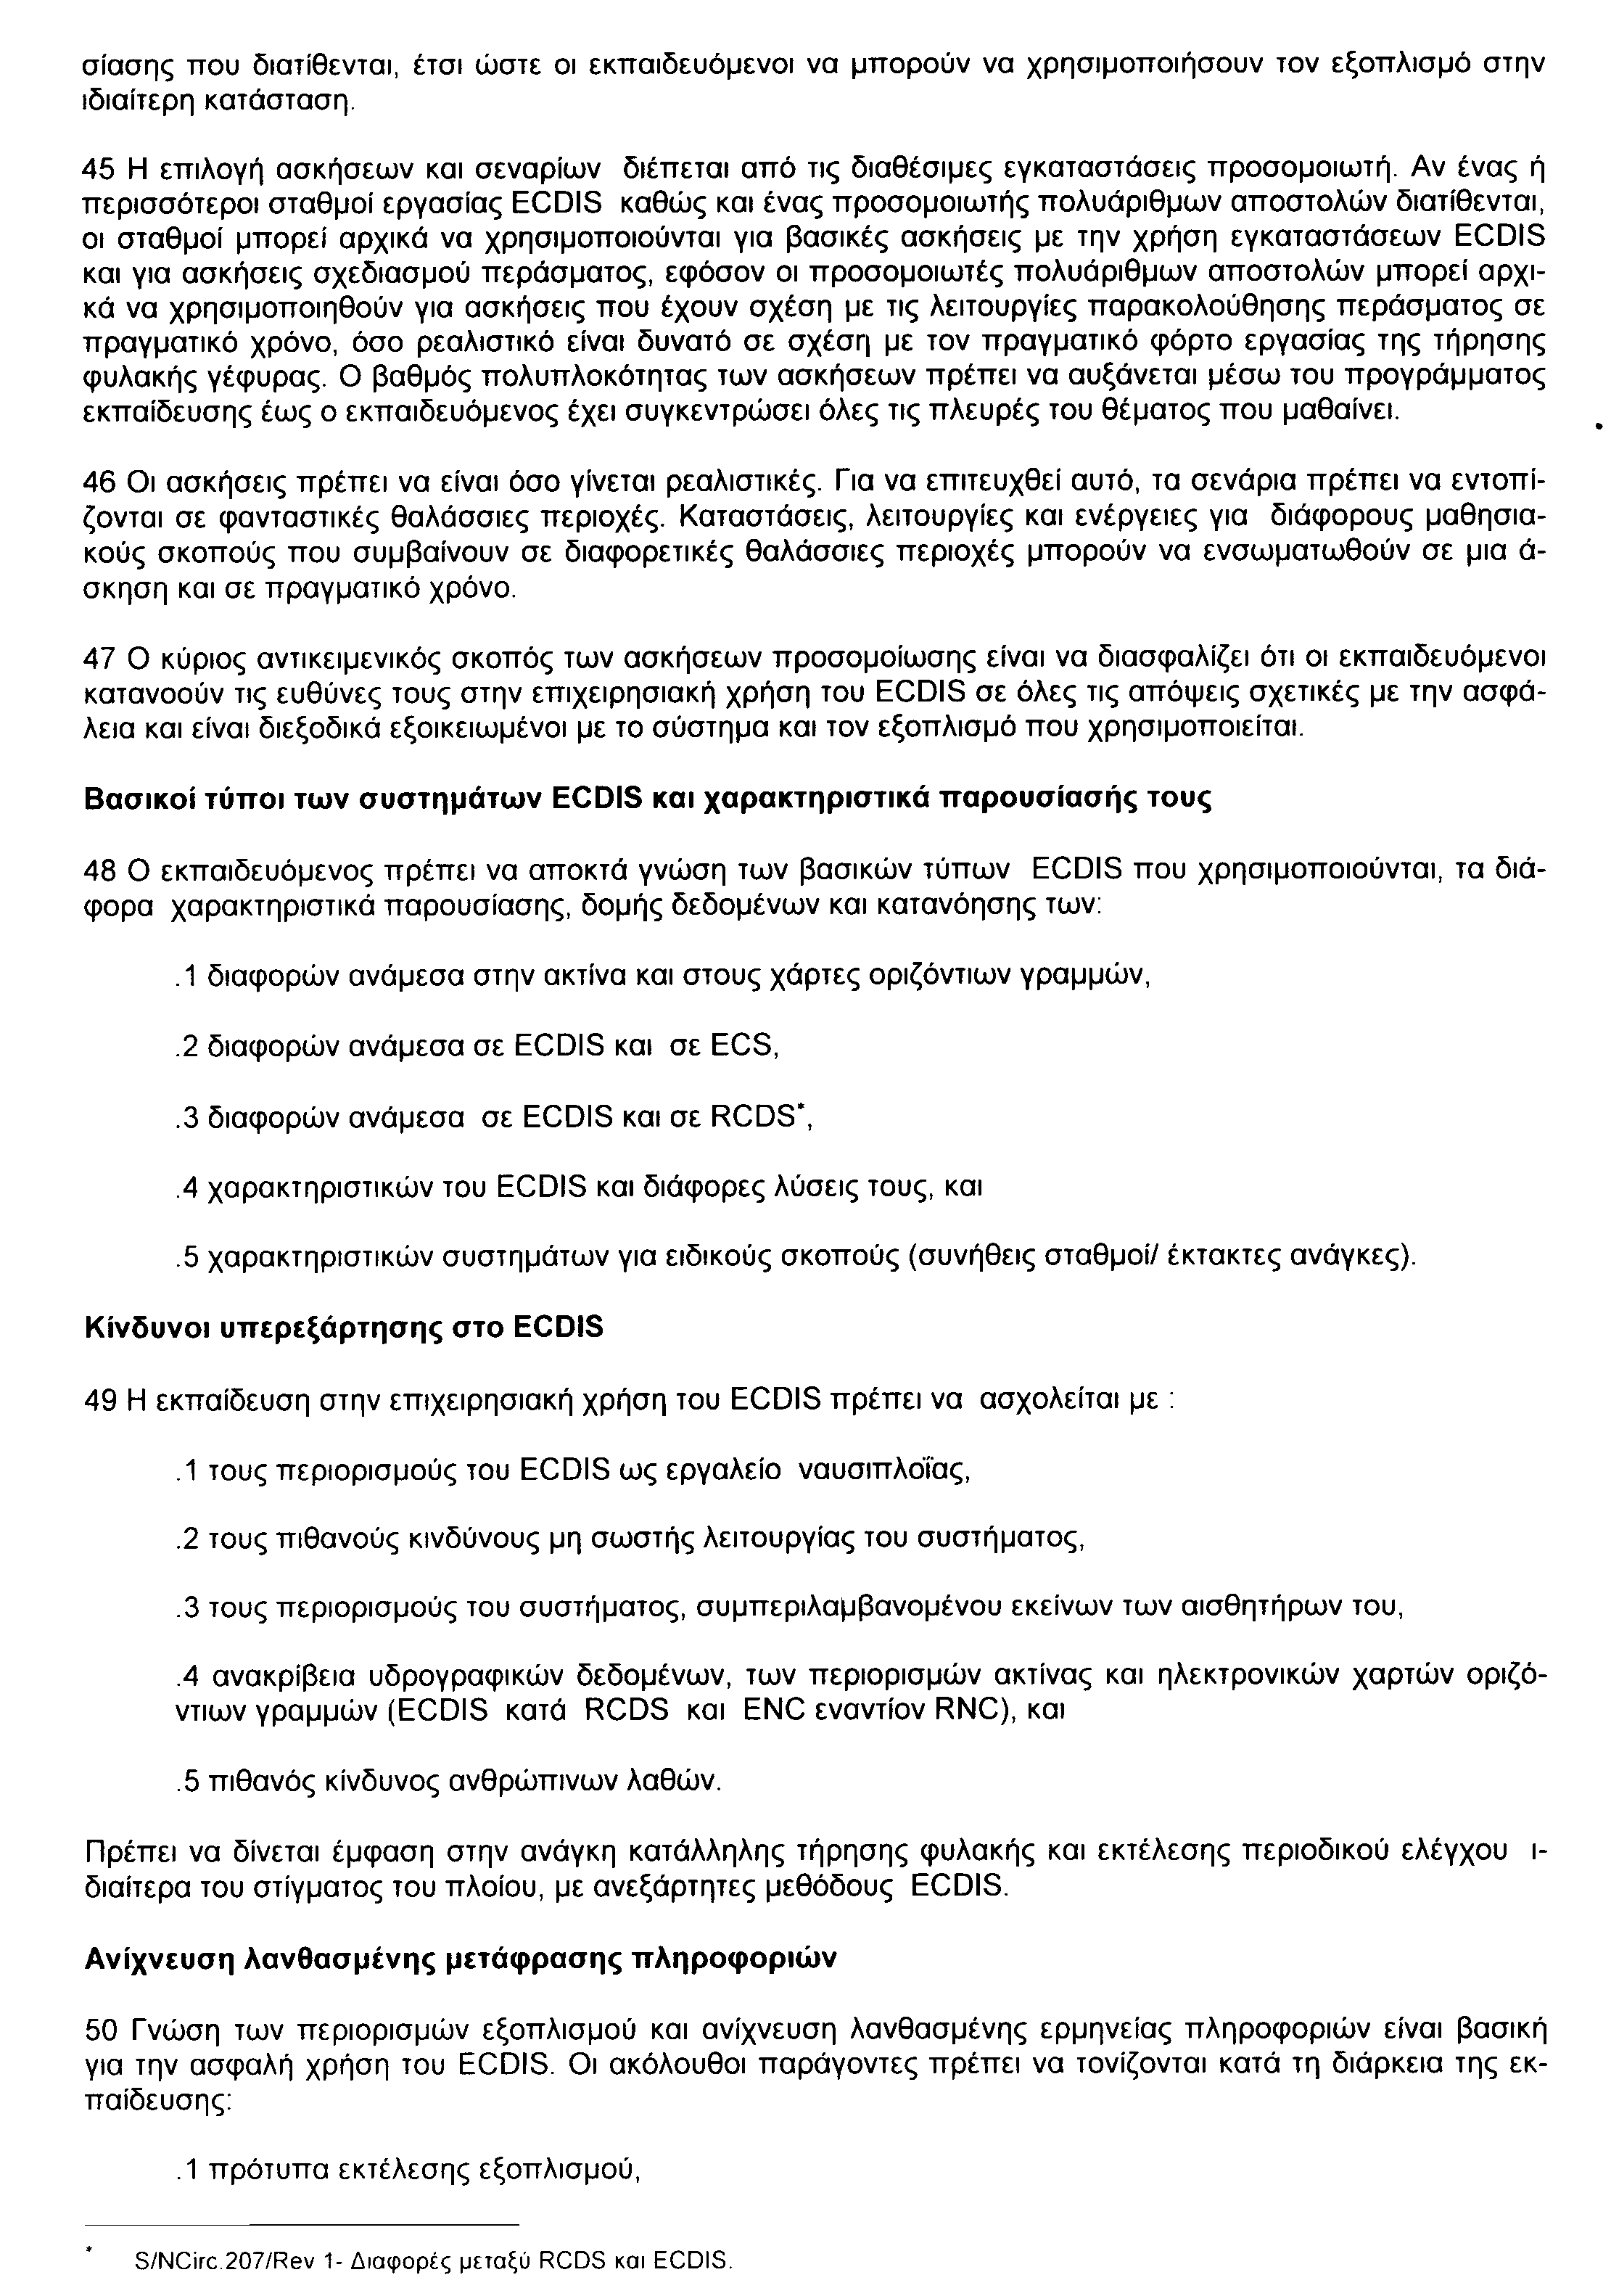 σίασης που διατίθενται, έτσι ώστε οι εκπαιδευόμενοι να μπορούν να χρησιμοποιήσουν τον εξοπλισμό στην
ιδιαίτερη κατάσταση.
45 Η επιλογή ασκήσεων και σεναρίων διέπεται από τις διαθέσιμες εγκαταστάσεις προσομοιωτή. Αν ένας ή
περισσότεροι σταθμοί εργασίας ECDIS καθώς και ένας προσομοιωτής πολυάριθμων αποστολών διατίθενται,
οι σταθμοί μπορεί αρχικά να χρησιμοποιούνται για βασικές ασκήσεις με την χρήση εγκαταστάσεων ECDIS
και για ασκήσεις σχεδιασμού περάσματος, εφόσον οι προσομοιωτές πολυάριθμων αποστολών μπορεί αρχι-
κά να χρησιμοποιηθούν για ασκήσεις που έχουν σχέση με τις λειτουργίες παρακολούθησης περάσματος σε
πραγματικό χρόνο, όσο ρεαλιστικό είναι δυνατό σε σχέση με τον πραγματικό φόρτο εργασίας της τήρησης
φυλακής γέφυρας. Ο βαθμός πολυπλοκότητας των ασκήσεων πρέπει να αυξάνεται μέσω του προγράμματος
εκπαίδευσης έως ο εκπαιδευόμενος έχει συγκεντρώσει όλες τις πλευρές του θέματος που μαθαίνει.
46 Οι ασκήσεις πρέπει να είναι όσο γίνεται ρεαλιστικές. Για να επιτευχθεί αυτό, τα σενάρια πρέπει να εντοπί-
ζονται σε φανταστικές θαλάσσιες περιοχές. Καταστάσεις, λειτουργίες και ενέργειες για διάφορους μαθησια-
κούς σκοπούς που συμβαίνουν σε διαφορετικές θαλάσσιες περιοχές μπορούν να ενσωματωθούν σε μια ά-
σκηση και σε πραγματικό χρόνο.
47 Ο κύριος αντικειμενικός σκοπός των ασκήσεων προσομοίωσης είναι να διασφαλίζει ότι οι εκπαιδευόμενοι
κατανοούν τις ευθύνες τους στην επιχειρησιακή χρήση του ECDIS σε όλες τις απόψεις σχετικές με την ασφά-
λεια και είναι διεξοδικά εξοικειωμένοι με το σύστημα και τον εξοπλισμό που χρησιμοποιείται.
Βασικοί τύποι των συστημάτων ECDIS και χαρακτηριστικά παρουσίασής τους
48 Ο εκπαιδευόμενος πρέπει να αποκτά γνώση των βασικών τύπων ECDIS που χρησιμοποιούνται, τα διά-
φορα χαρακτηριστικά παρουσίασης, δομής δεδομένων και κατανόησης των:
.1 διαφορών ανάμεσα στην ακτίνα και στους χάρτες οριζόντιων γραμμών,
.2 διαφορών ανάμεσα σε ECDIS και σε ECS,
.3 διαφορών ανάμεσα σε ECDIS και σε RCDS*,
.4 χαρακτηριστικών του ECDIS και διάφορες λύσεις τους, και
.5 χαρακτηριστικών συστημάτων για ειδικούς σκοπούς (συνήθεις σταθμοί/ έκτακτες ανάγκες).
Κίνδυνοι υπερεξάρτησης στο ECDIS
49 Η εκπαίδευση στην επιχειρησιακή χρήση του ECDIS πρέπει να ασχολείται με :
.1 τους περιορισμούς του ECDIS ως εργαλείο ναυσιπλοΐας,
.2 τους πιθανούς κινδύνους μη σωστής λειτουργίας του συστήματος,
.3 τους περιορισμούς του συστήματος, συμπεριλαμβανομένου εκείνων των αισθητήρων του,
.4 ανακρίβεια υδρογραφικών δεδομένων, των περιορισμών ακτίνας και ηλεκτρονικών χαρτών οριζό-
ντιων γραμμών (ECDIS κατά RCDS και ENC εναντίον RNC), και
.5 πιθανός κίνδυνος ανθρώπινων λαθών.
Πρέπει να δίνεται έμφαση στην ανάγκη κατάλληλης τήρησης φυλακής και εκτέλεσης περιοδικού ελέγχου ι-
διαίτερα του στίγματος του πλοίου, με ανεξάρτητες μεθόδους ECDIS.
Ανίχνευση λανθασμένης μετάφρασης πληροφοριών
50 Γνώση των περιορισμών εξοπλισμού και ανίχνευση λανθασμένης ερμηνείας πληροφοριών είναι βασική
για την ασφαλή χρήση του ECDIS. Οι ακόλουθοι παράγοντες πρέπει να τονίζονται κατά τη διάρκεια της εκ-
παίδευσης:
.1 πρότυπα εκτέλεσης εξοπλισμού,
* S/NCirc.207/Rev 1- Διαφορές μεταξύ RCDS και ECDIS.